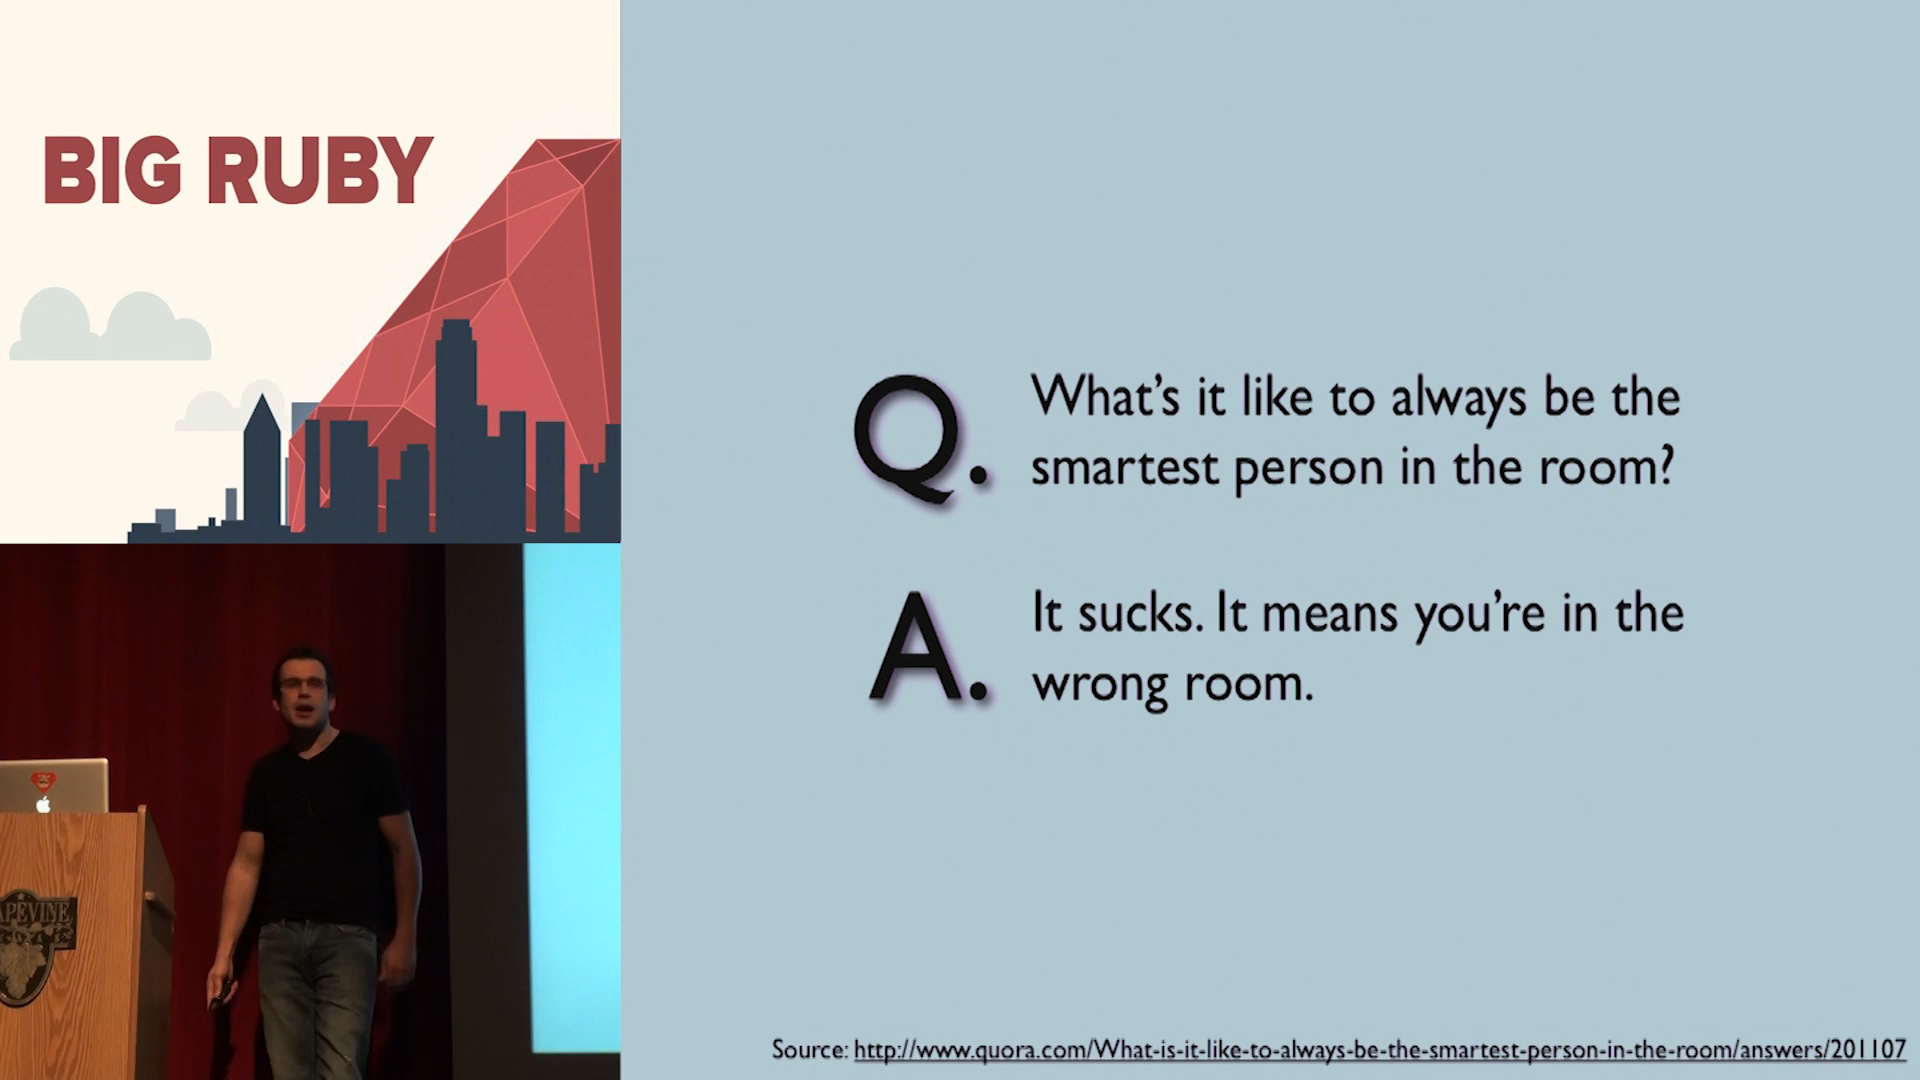 BIG RUBY
Q.
What's it like to always be the
smartest person in the room?
A.
It sucks. It means you're in the
wrong room.
Source: http://www.quora.com/What-is-it-like-to-always-be-the-smartest-person-in-the-room/answers/201107
APEVINE